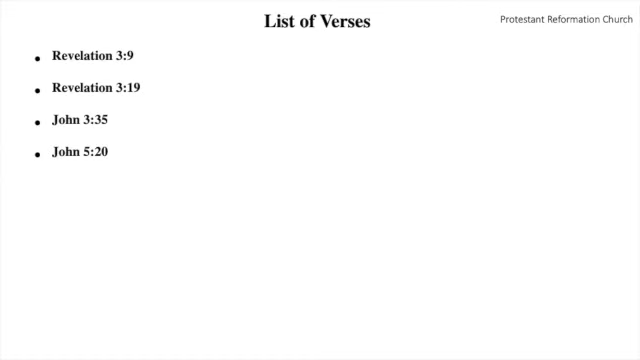 List of Verses
Protestant Reformation Church
• Revelation 3:9
• Revelation 3:19
• John 3:35
• John 5:20